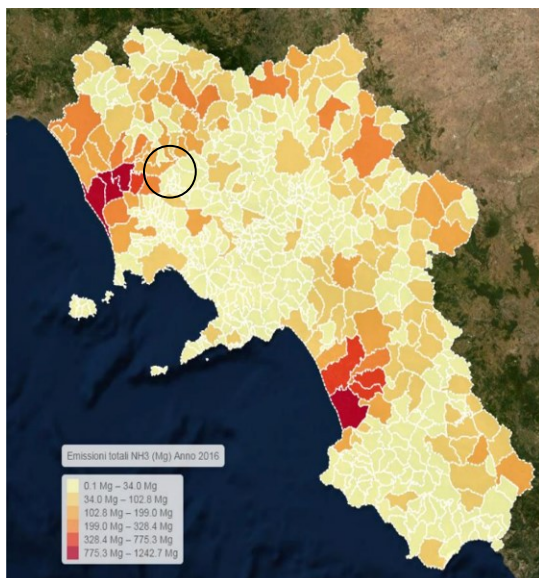 Emissioni totali NH3 (Mg) Anno 2016
0.1 Mg – 34.0 Mg
34.0 Mg – 102.8 Mg
102.8 Mg – 199.0 Mg
199.0 Mg – 328.4 Mg
328.4 Mg – 775.3 Mg
775.3 Mg – 1242.7 Mg